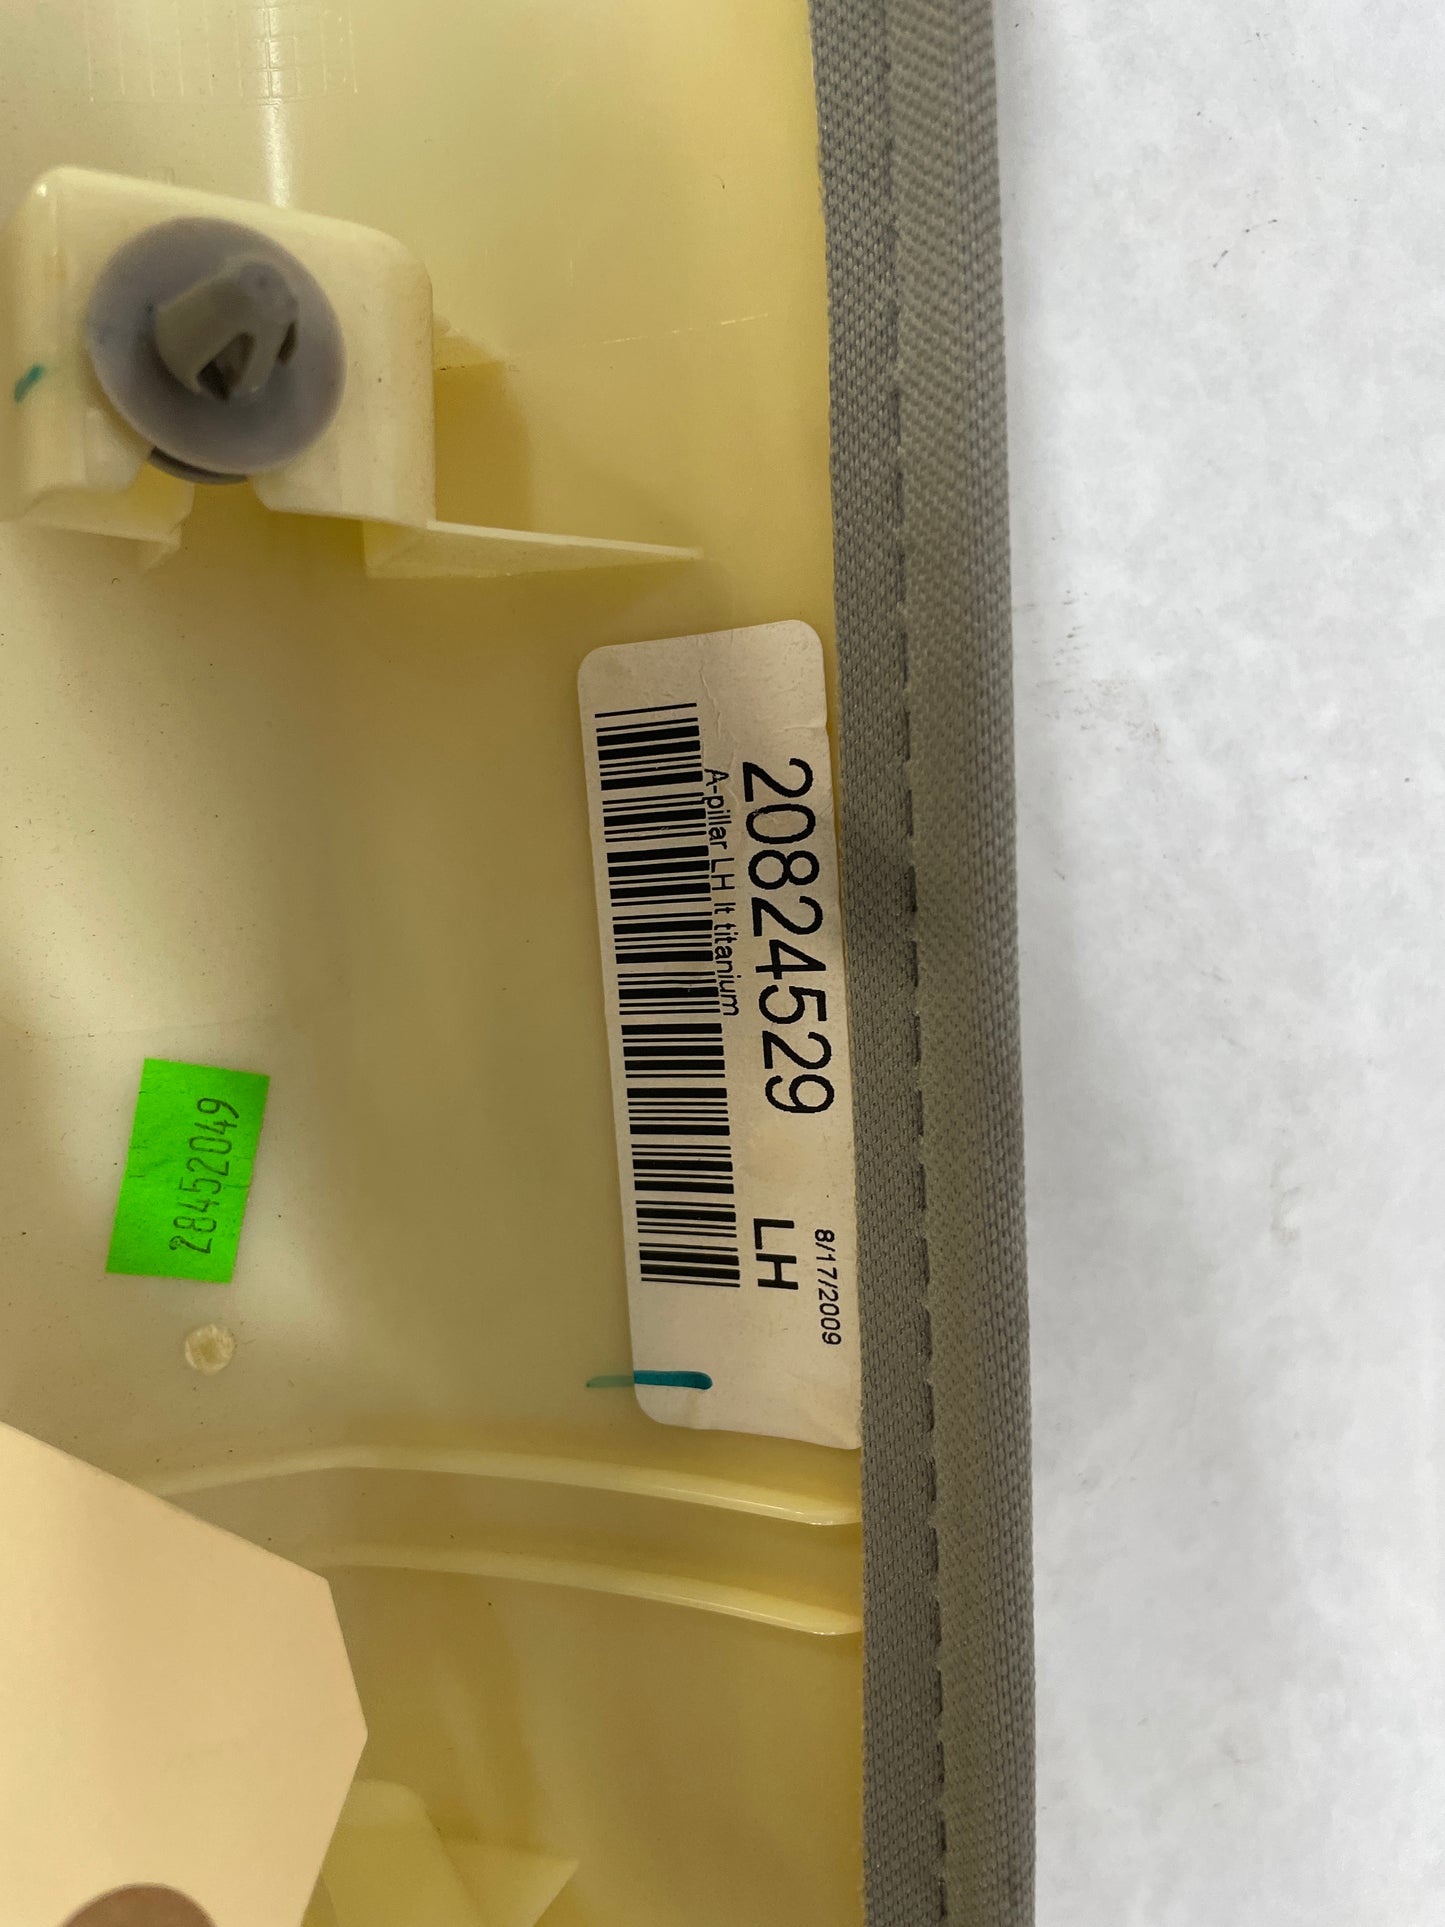 20824529 LH
8/17/2009
A-pillar LH lt titanium
28452049